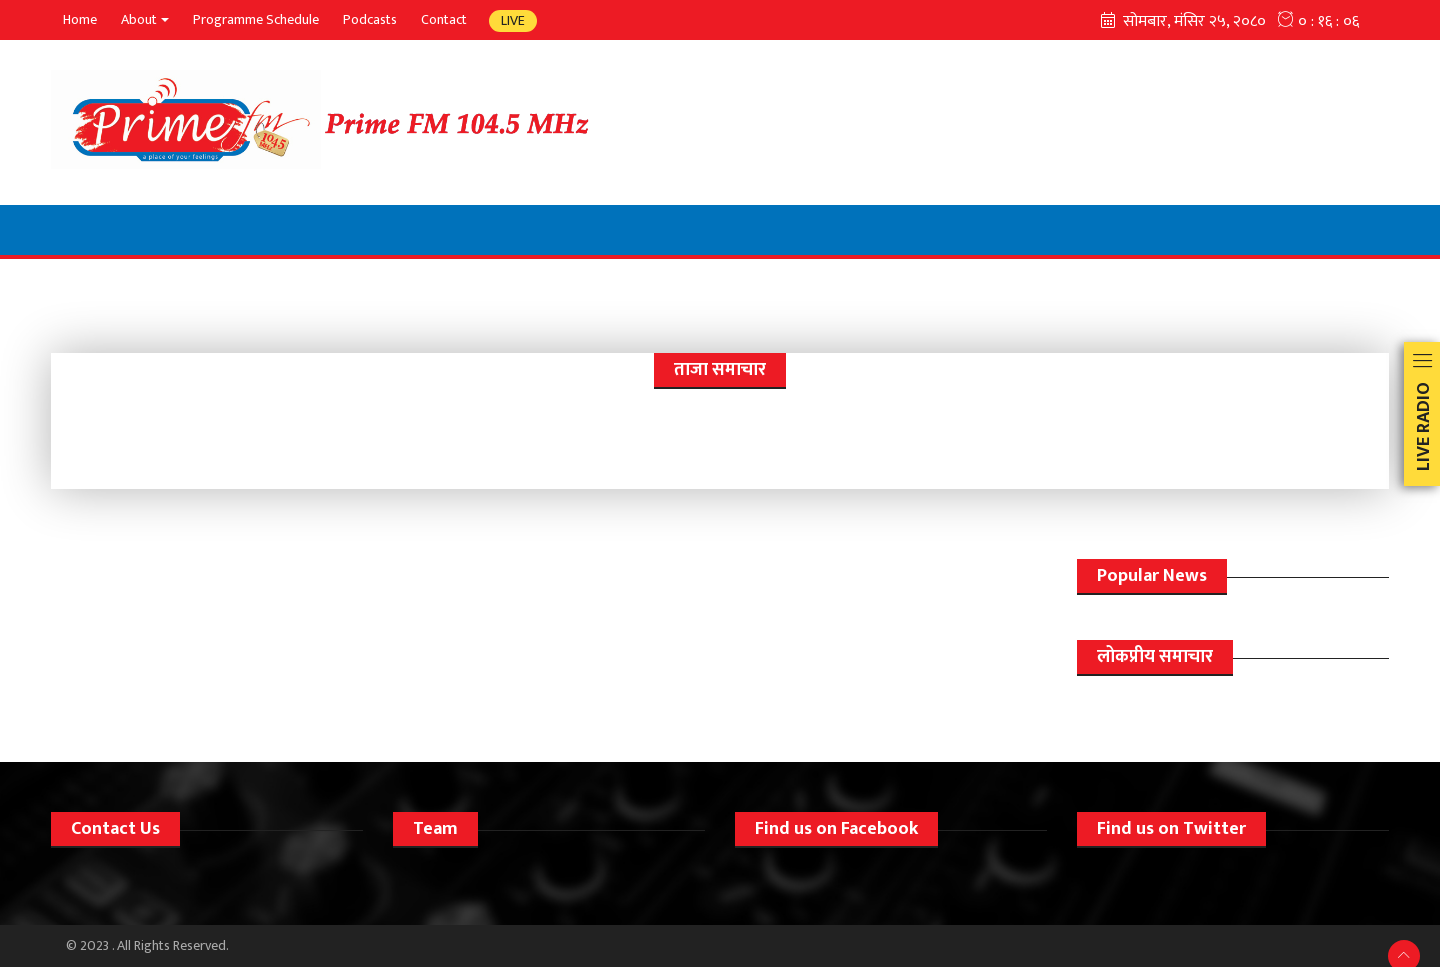 Home About Programme Schedule Podcasts Contact LIVE सोमबार, मंसिर २५, २०८० ० : १६ : ०६
Prime fm
104.5
MHz
a place of your feelings
Prime FM 104.5 MHz
ताजा समाचार
LIVE RADIO
Popular News
लोकप्रीय समाचार
Contact Us Team Find us on Facebook Find us on Twitter
© 2023 . All Rights Reserved.